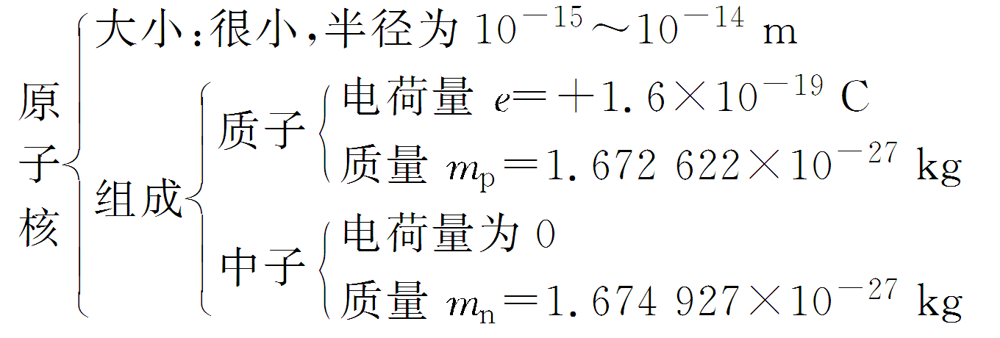 原子核
大小:很小,半径为 10⁻¹⁵～10⁻¹⁴ m
组成
质子
电荷量 e=+1.6×10⁻¹⁹ C
质量 mₚ=1.672 622×10⁻²⁷ kg
中子
电荷量为 0
质量 mₙ=1.674 927×10⁻²⁷ kg